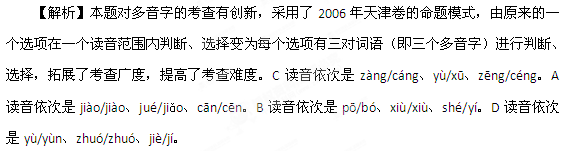 【解析】本题对多音字的考查有创新，采用了 2006 年天津卷的命题模式，由原来的一
个选项在一个读音范围内判断、选择变为每个选项有三对词语（即三个多音字）进行判断、
选择，拓展了考查广度，提高了考查难度。C 读音依次是 zàng/cáng、yù/xū、zēng/céng。A
读音依次是 jiào/jiào、jué/jiǎo、cān/cēn。B 读音依次是 pō/bó、xiù/xiù、shé/yí。D 读音依次
是 yù/yùn、zhuó/zhuó、jiè/jí。